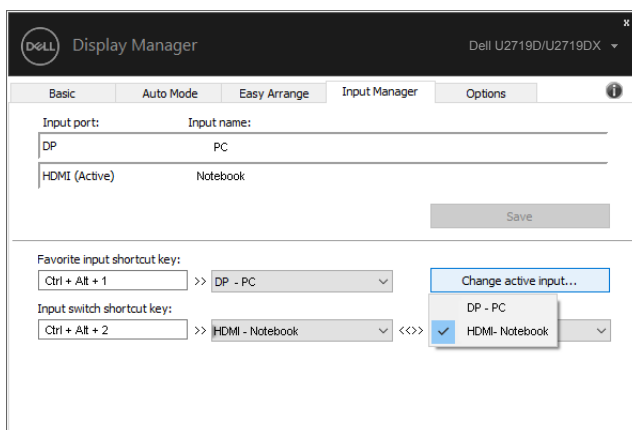 x
DELL Display Manager Dell U2719D/U2719DX
Basic Auto Mode Easy Arrange Input Manager Options i
Input port: Input name:
DP PC
HDMI (Active) Notebook
Save
Favorite input shortcut key:
Ctrl + Alt + 1 >> DP - PC Change active input...
DP - PC
Input switch shortcut key:
Ctrl + Alt + 2 >> HDMI - Notebook <<>> HDMI- Notebook